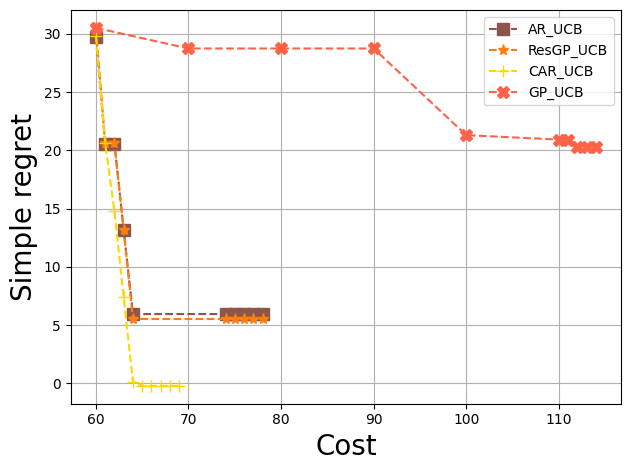 AR_UCB
ResGP_UCB
CAR_UCB
GP_UCB
30
25
20
15
10
5
0
Simple regret
60 70 80 90 100 110
Cost